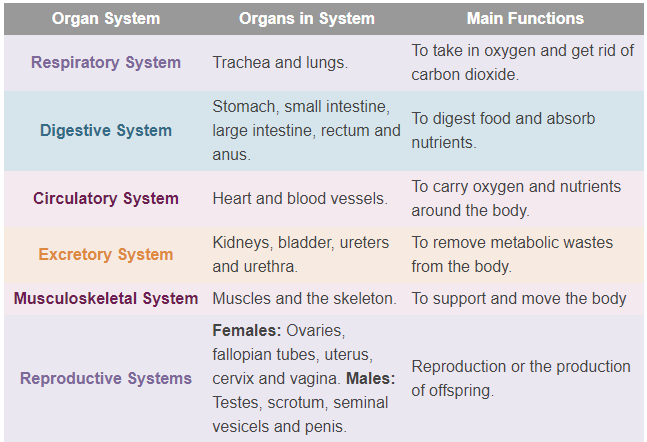 Organ System Organs in System Main Functions
Respiratory System Trachea and lungs. To take in oxygen and get rid of
carbon dioxide.
Digestive System Stomach, small intestine,
large intestine, rectum and
anus. To digest food and absorb
nutrients.
Circulatory System Heart and blood vessels. To carry oxygen and nutrients
around the body.
Excretory System Kidneys, bladder, ureters
and urethra. To remove metabolic wastes
from the body.
Musculoskeletal System Muscles and the skeleton. To support and move the body
Reproductive Systems Females: Ovaries,
fallopian tubes, uterus,
cervix and vagina. Males:
Testes, scrotum, seminal
vesicels and penis. Reproduction or the production
of offspring.